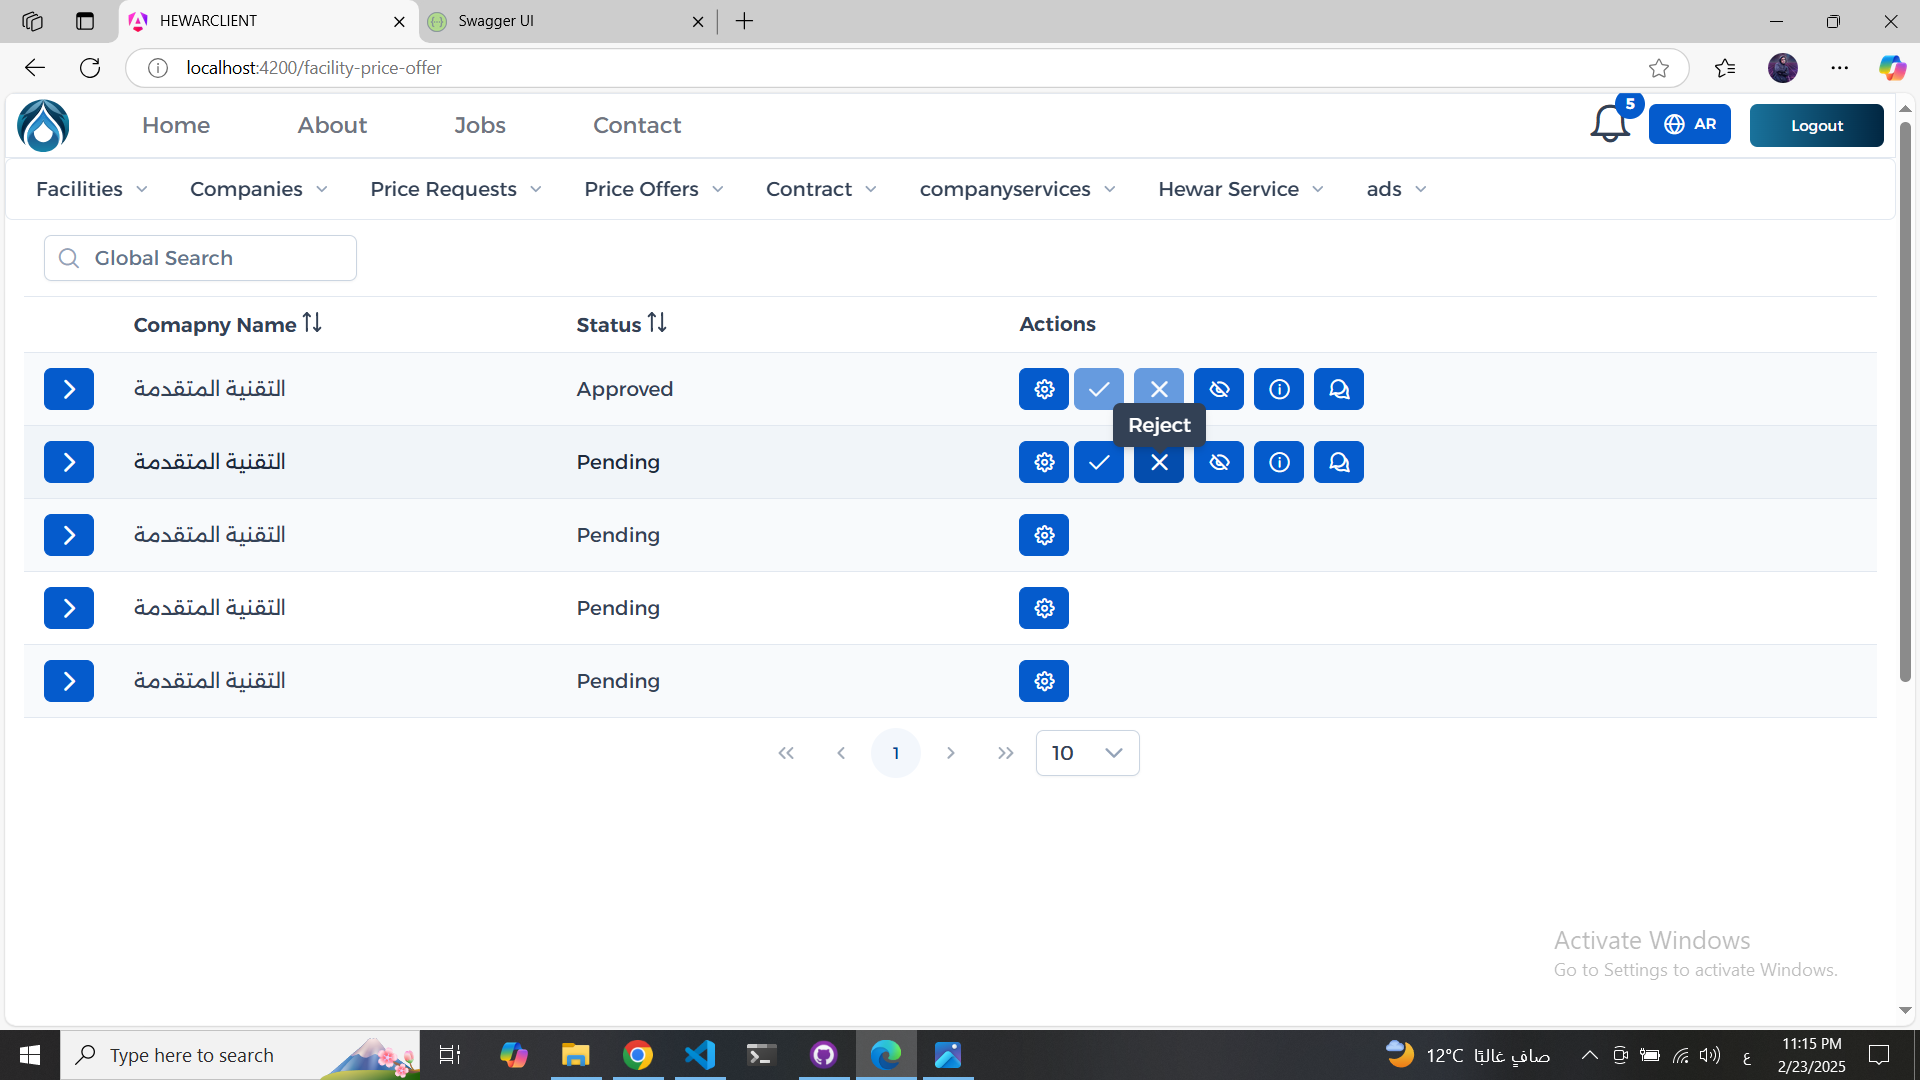 HEWARCLIENT
Swagger UI
localhost:4200/facility-price-offer
Home About Jobs Contact
5
AR
Logout
Facilities Companies Price Requests Price Offers Contract companyservices Hewar Service ads
Global Search
Comapny Name Status Actions
التقنية المتقدمة Approved
Reject
التقنية المتقدمة Pending
التقنية المتقدمة Pending
التقنية المتقدمة Pending
التقنية المتقدمة Pending
1 10
Activate Windows
Go to Settings to activate Windows.
Type here to search
12°C صافٍ غالبًا
ع
11:15 PM
2/23/2025